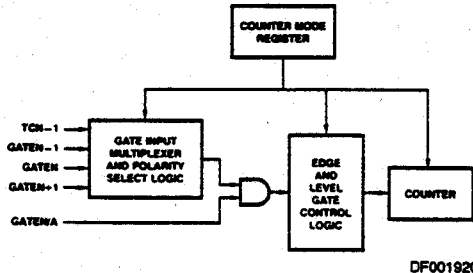 COUNTER MODE
REGISTER
TCN-1
GATEN-1
GATEN
GATEN+1
GATEN/A
GATE INPUT
MULTIPLEXER
AND POLARITY
SELECT LOGIC
EDGE
AND
LEVEL
GATE
CONTROL
LOGIC
COUNTER
DF001920